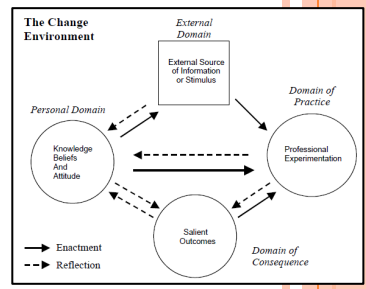 The Change
Environment
External
Domain
External Source
of Information
or Stimulus
Domain of
Practice
Personal Domain
Knowledge
Beliefs
And
Attitude
Professional
Experimentation
Salient
Outcomes
Domain of
Consequence
Enactment
Reflection